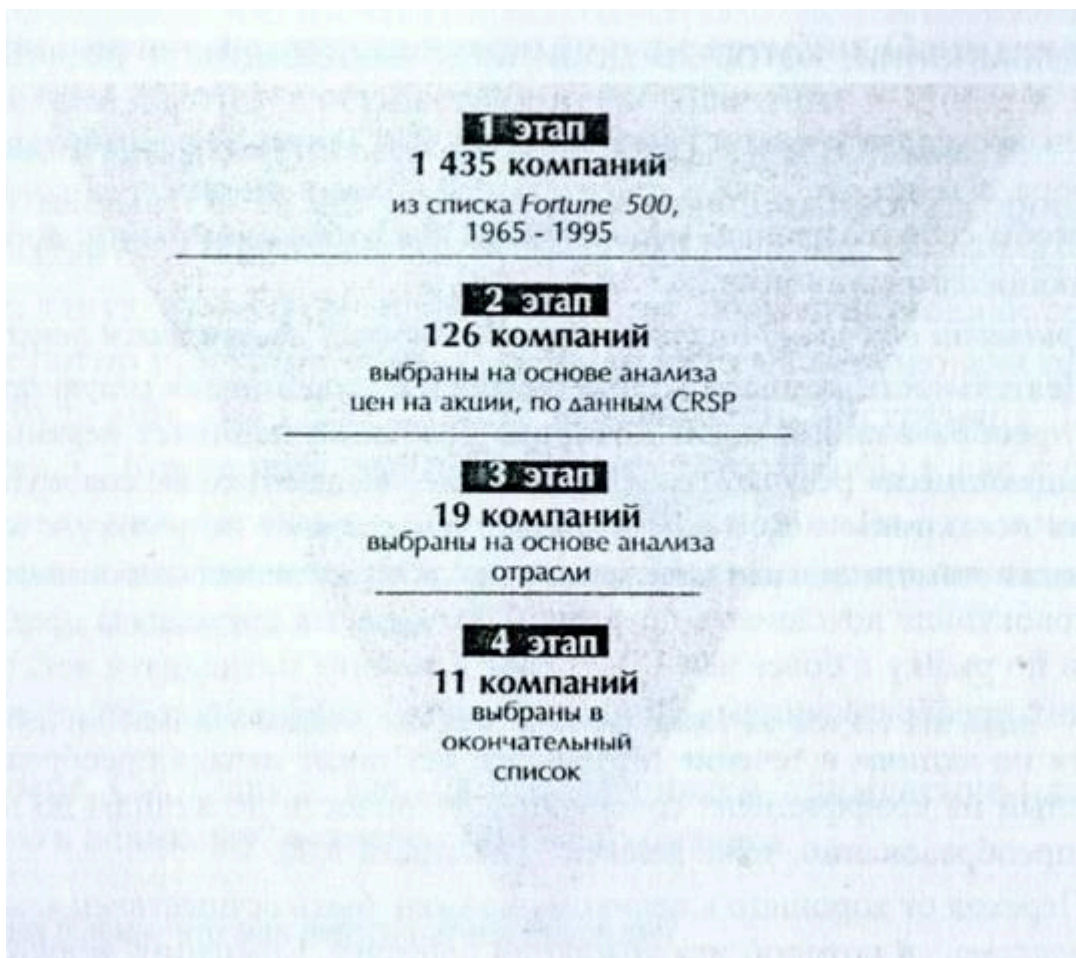 1 этап
1 435 компаний
из списка Fortune 500,
1965 - 1995
2 этап
126 компаний
выбраны на основе анализа
цен на акции, по данным CRSP
3 этап
19 компаний
выбраны на основе анализа
отрасли
4 этап
11 компаний
выбраны в
окончательный
список